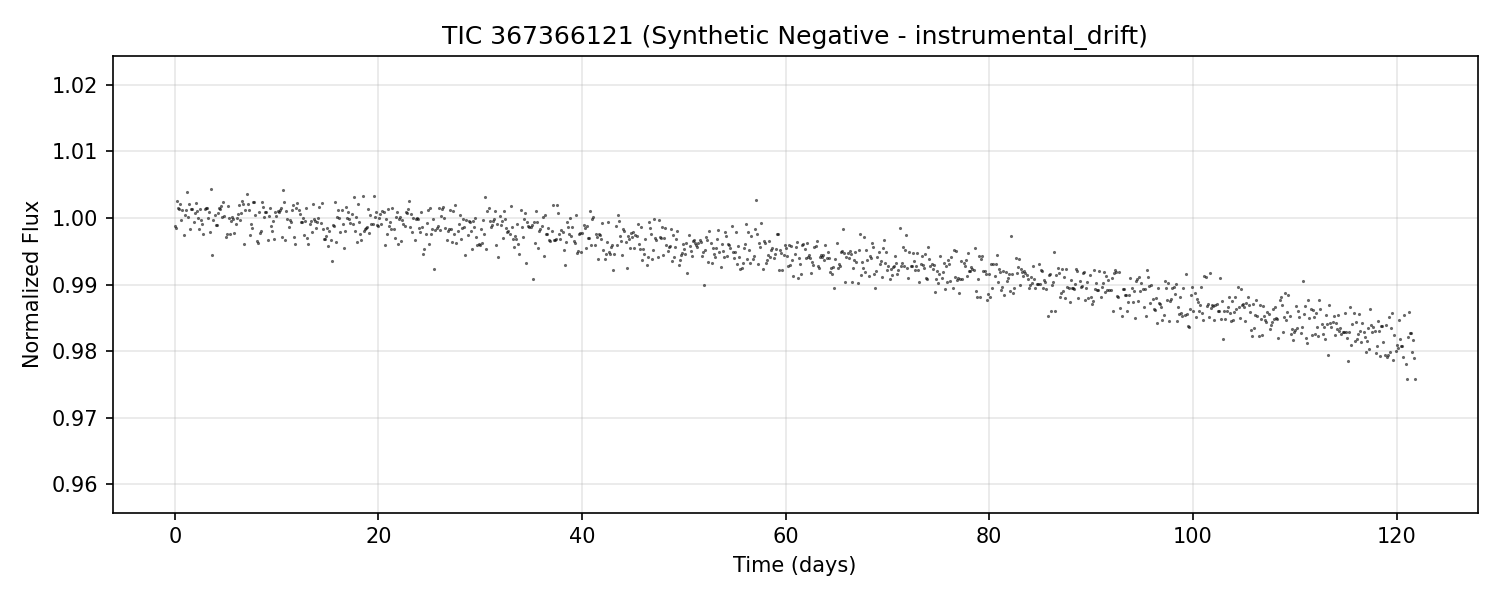 TIC 367366121 (Synthetic Negative - instrumental_drift)
Normalized Flux
1.02
1.01
1.00
0.99
0.98
0.97
0.96
0 20 40 60 80 100 120
Time (days)